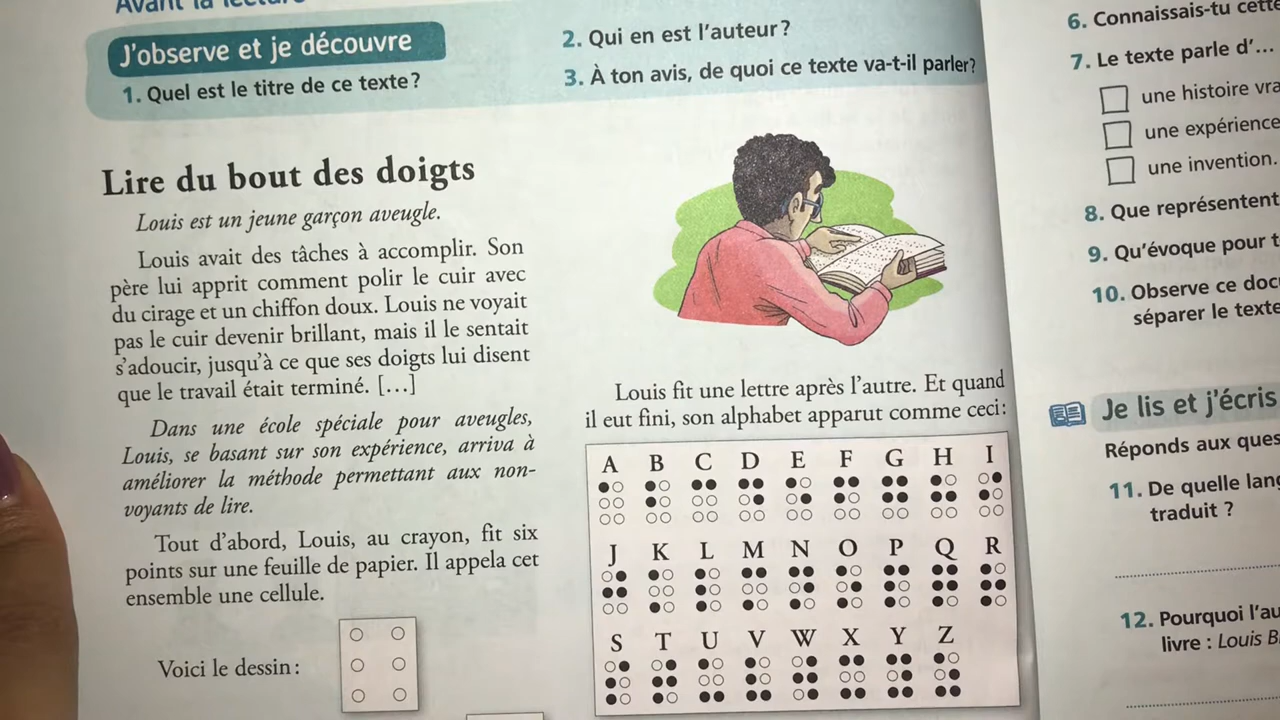 Avant la lecture
J'observe et je découvre
1. Quel est le titre de ce texte ?
2. Qui en est l'auteur ?
3. À ton avis, de quoi ce texte va-t-il parler?
Lire du bout des doigts
Louis est un jeune garçon aveugle.
Louis avait des tâches à accomplir. Son
père lui apprit comment polir le cuir avec
du cirage et un chiffon doux. Louis ne voyait
pas le cuir devenir brillant, mais il le sentait
s'adoucir, jusqu'à ce que ses doigts lui disent
que le travail était terminé. […]
Dans une école spéciale pour aveugles,
Louis, se basant sur son expérience, arriva à
améliorer la méthode permettant aux non-
voyants de lire.
Tout d'abord, Louis, au crayon, fit six
points sur une feuille de papier. Il appela cet
ensemble une cellule.
Voici le dessin :
Louis fit une lettre après l'autre. Et quand
il eut fini, son alphabet apparut comme ceci :
A B C D E F G H I
J K L M N O P Q R
S T U V W X Y Z
6. Connaissais-tu cette
7. Le texte parle d'…
une histoire
une expérience
une invention.
8. Que représentent
9. Qu'évoque pour
10. Observe ce
séparer le texte
Je lis et j'écris
Réponds aux
11. De quelle
traduit ?
12. Pourquoi
livre : Louis